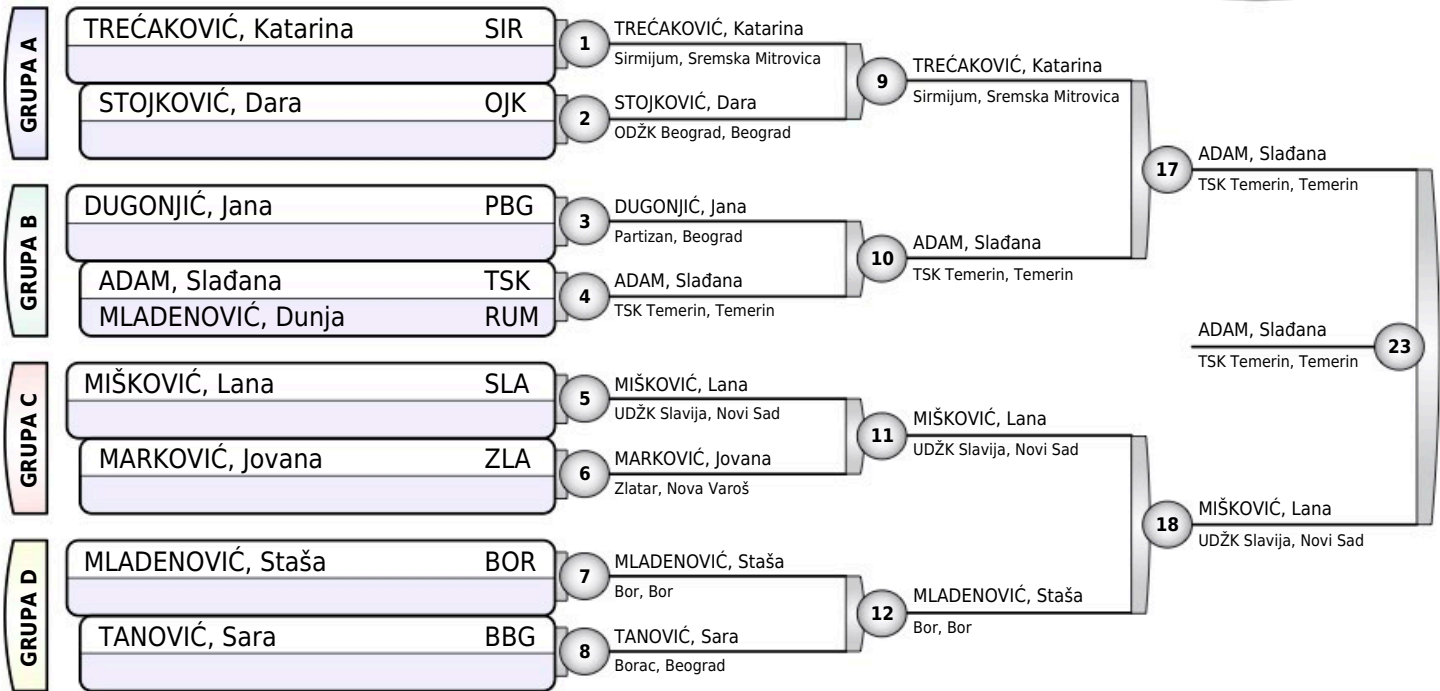 GRUPA A
TREĆAKOVIĆ, Katarina SIR
STOJKOVIĆ, Dara OJK
1
TREĆAKOVIĆ, Katarina
Sirmijum, Sremska Mitrovica
2
STOJKOVIĆ, Dara
ODŽK Beograd, Beograd
9
TREĆAKOVIĆ, Katarina
Sirmijum, Sremska Mitrovica
GRUPA B
DUGONJIĆ, Jana PBG
ADAM, Slađana TSK
MLADENOVIĆ, Dunja RUM
3
DUGONJIĆ, Jana
Partizan, Beograd
4
ADAM, Slađana
TSK Temerin, Temerin
10
ADAM, Slađana
TSK Temerin, Temerin
17
ADAM, Slađana
TSK Temerin, Temerin
GRUPA C
MIŠKOVIĆ, Lana SLA
MARKOVIĆ, Jovana ZLA
5
MIŠKOVIĆ, Lana
UDŽK Slavija, Novi Sad
6
MARKOVIĆ, Jovana
Zlatar, Nova Varoš
11
MIŠKOVIĆ, Lana
UDŽK Slavija, Novi Sad
GRUPA D
MLADENOVIĆ, Staša BOR
TANOVIĆ, Sara BBG
7
MLADENOVIĆ, Staša
Bor, Bor
8
TANOVIĆ, Sara
Borac, Beograd
12
MLADENOVIĆ, Staša
Bor, Bor
18
MIŠKOVIĆ, Lana
UDŽK Slavija, Novi Sad
ADAM, Slađana
TSK Temerin, Temerin
23